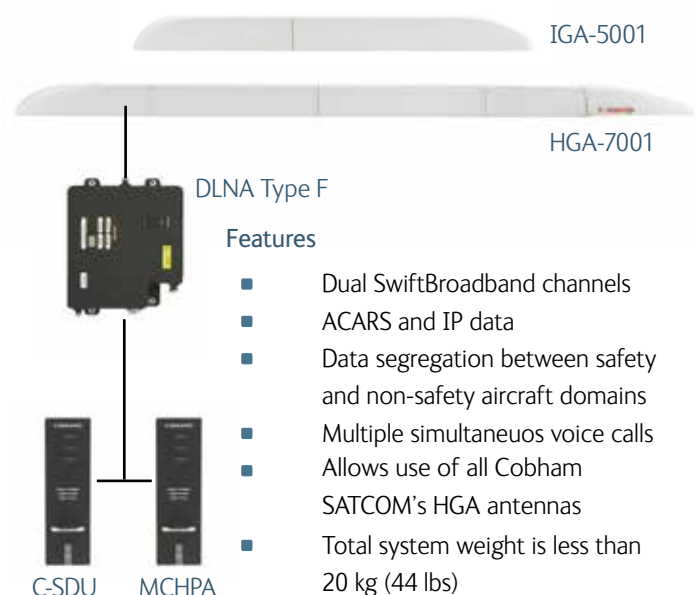 IGA-5001
HGA-7001
DLNA Type F
Features
Dual SwiftBroadband channels
ACARS and IP data
Data segregation between safety
and non-safety aircraft domains
Multiple simultaneuos voice calls
Allows use of all Cobham
SATCOM's HGA antennas
Total system weight is less than
20 kg (44 lbs)
C-SDU MCHPA